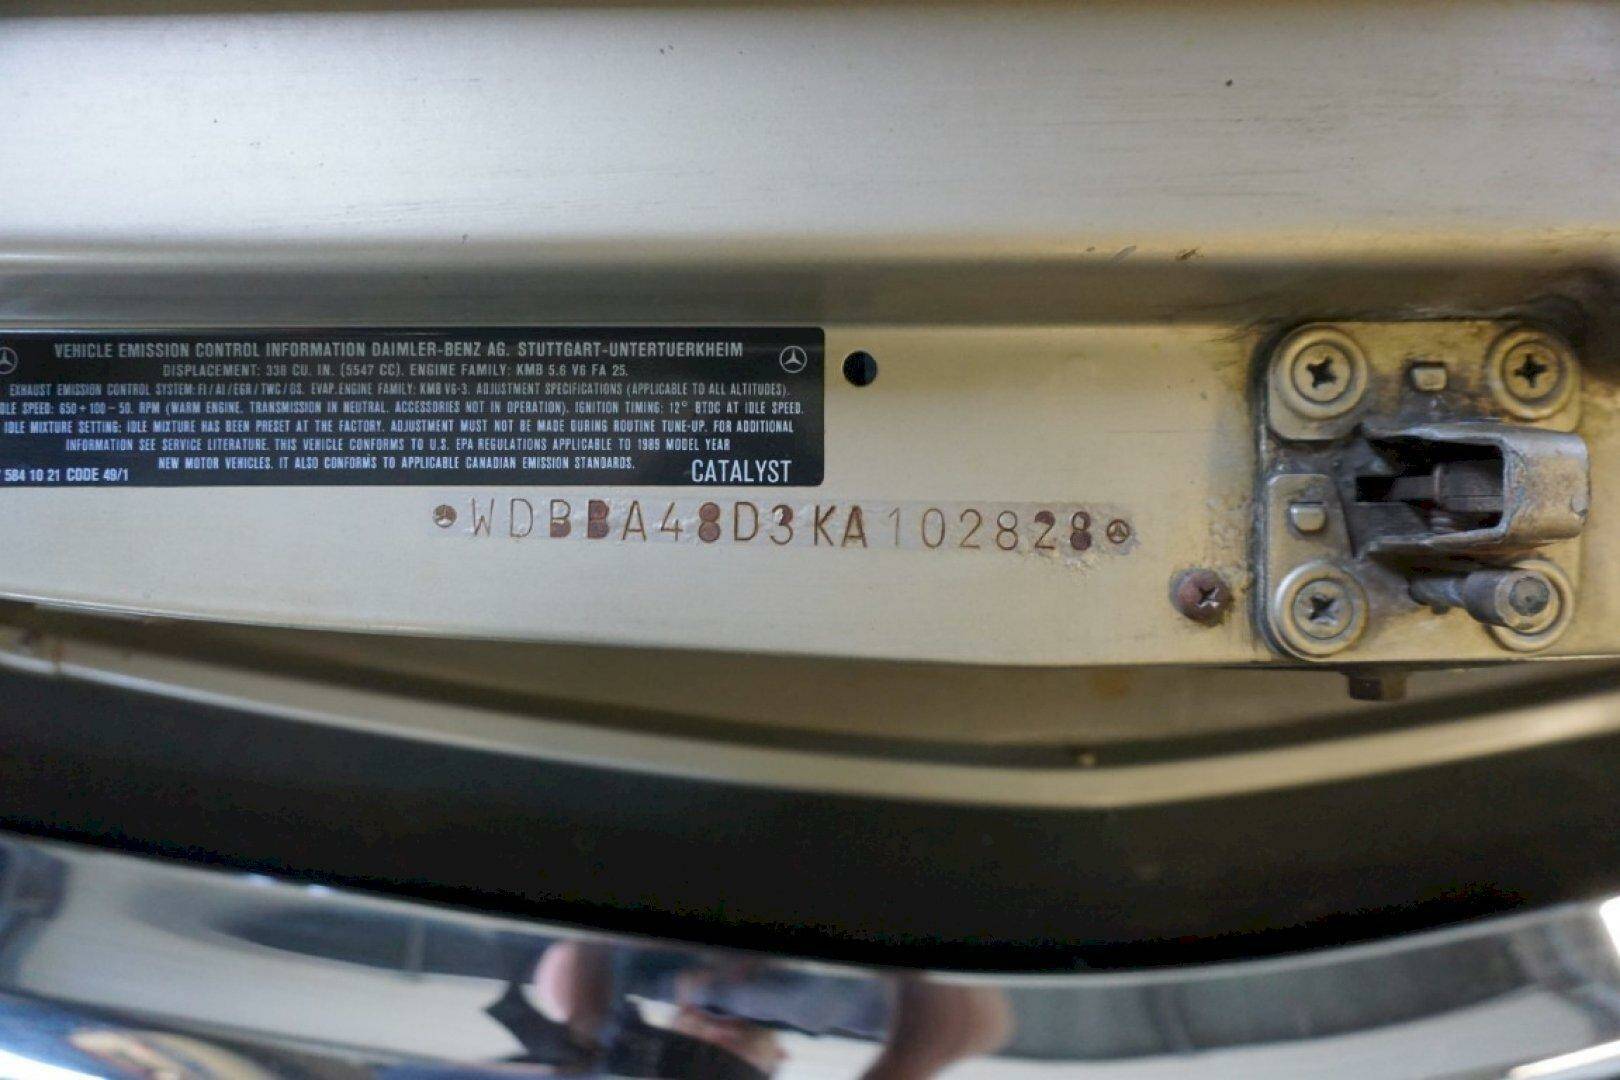 VEHICLE EMISSION CONTROL INFORMATION DAIMLER-BENZ AG. STUTTGART-UNTERTUERKHEIM
DISPLACEMENT: 338 CU. IN. (5547 CC). ENGINE FAMILY: KMB 5.6 V6 FA 25.
EXHAUST EMISSION CONTROL SYSTEM: FI/AI/EGR/TWC/OS. EVAP. ENGINE FAMILY: KMB V6-3. ADJUSTMENT SPECIFICATIONS (APPLICABLE TO ALL ALTITUDES).
DLE SPEED: 650+100-50. RPM (WARM ENGINE, TRANSMISSION IN NEUTRAL, ACCESSORIES NOT IN OPERATION). IGNITION TIMING: 12° BTDC AT IDLE SPEED.
IDLE MIXTURE SETTING: IDLE MIXTURE HAS BEEN PRESET AT THE FACTORY. ADJUSTMENT MUST NOT BE MADE DURING ROUTINE TUNE-UP. FOR ADDITIONAL
INFORMATION SEE SERVICE LITERATURE. THIS VEHICLE CONFORMS TO U.S. EPA REGULATIONS APPLICABLE TO 1989 MODEL YEAR
NEW MOTOR VEHICLES. IT ALSO CONFORMS TO APPLICABLE CANADIAN EMISSION STANDARDS.
584 10 21 CODE 49/1 CATALYST
WDBBA48D3KA102828